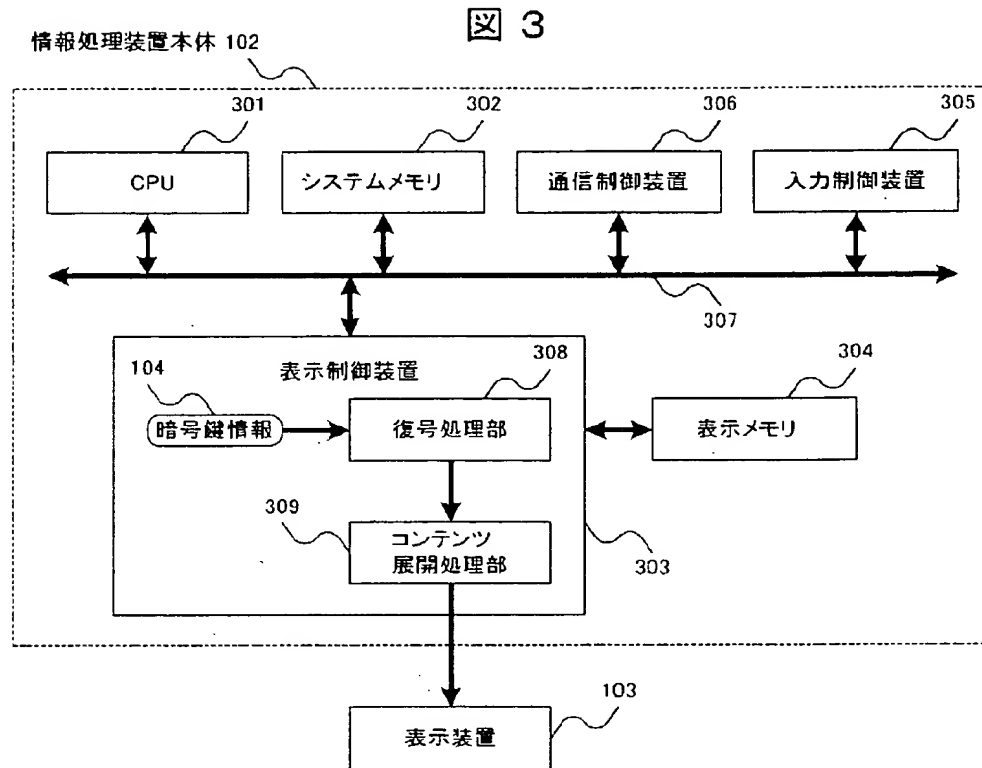 図 3
情報処理装置本体 102
301
302
306
305
CPU
システムメモリ
通信制御装置
入力制御装置
307
表示制御装置
104
308
304
暗号鍵情報
復号処理部
表示メモリ
309
コンテンツ
展開処理部
303
103
表示装置